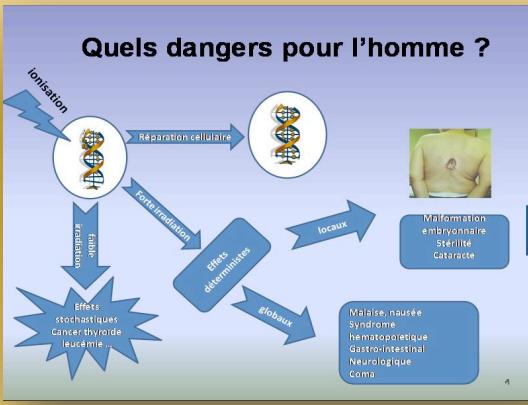 Quels dangers pour l'homme ?
ionisation
Réparation cellulaire
Forte irradiation
faible
irradiation
Effets
déterministes
locaux
globaux
Malformation
embryonnaire
Stérilité
Cataracte
Effets
stochastiques
Cancer thyroïde
leucémie ...
Malaise, nausée
Syndrome
hematopoietique
Gastro-intestinal
Neurologique
Coma